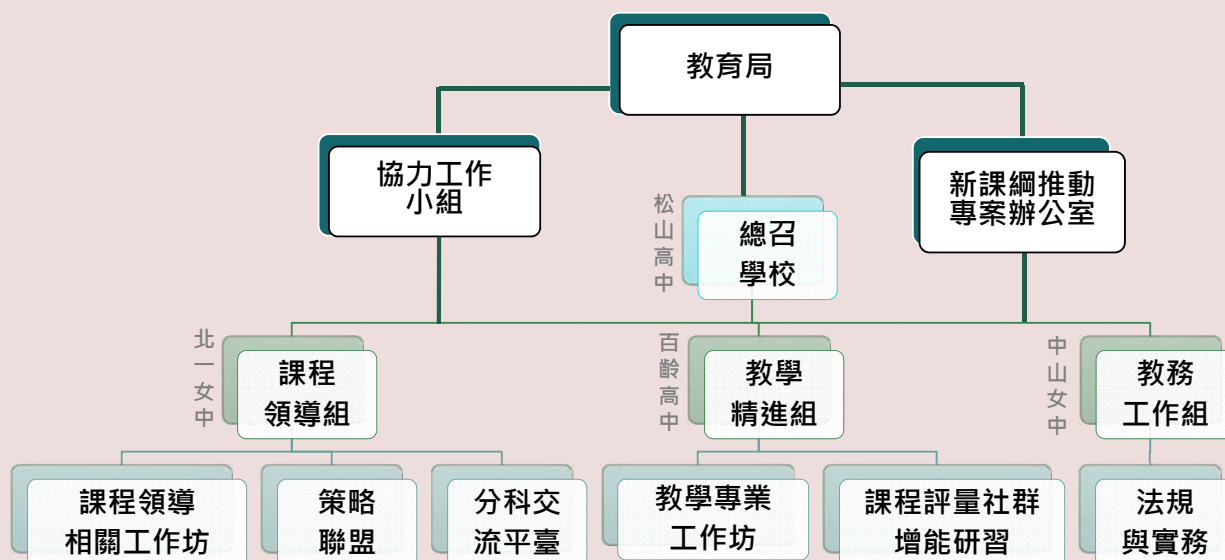 教育局
協力工作
小組
松山高中
總召
學校
新課綱推動
專案辦公室
北一女中
課程
領導組
百齡高中
教學
精進組
中山女中
教務
工作組
課程領導
相關工作坊
策略
聯盟
分科交
流平臺
教學專業
工作坊
課程評量社群
增能研習
法規
與實務